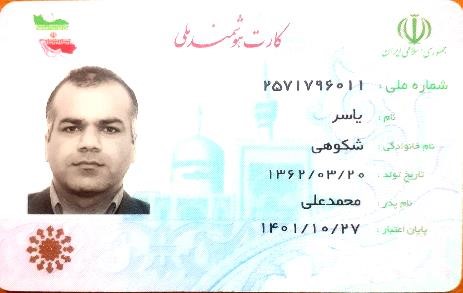 کارت هوشمند ملی
جمهوری اسلامی ایران
شماره ملی : ۲۵۷۱۷۹۶۰۱۱
نام : یاسر
نام خانوادگی : شکوهی
تاریخ تولد : ۱۳۶۲/۰۳/۲۰
نام پدر : محمدعلی
پایان اعتبار : ۱۴۰۱/۱۰/۲۷